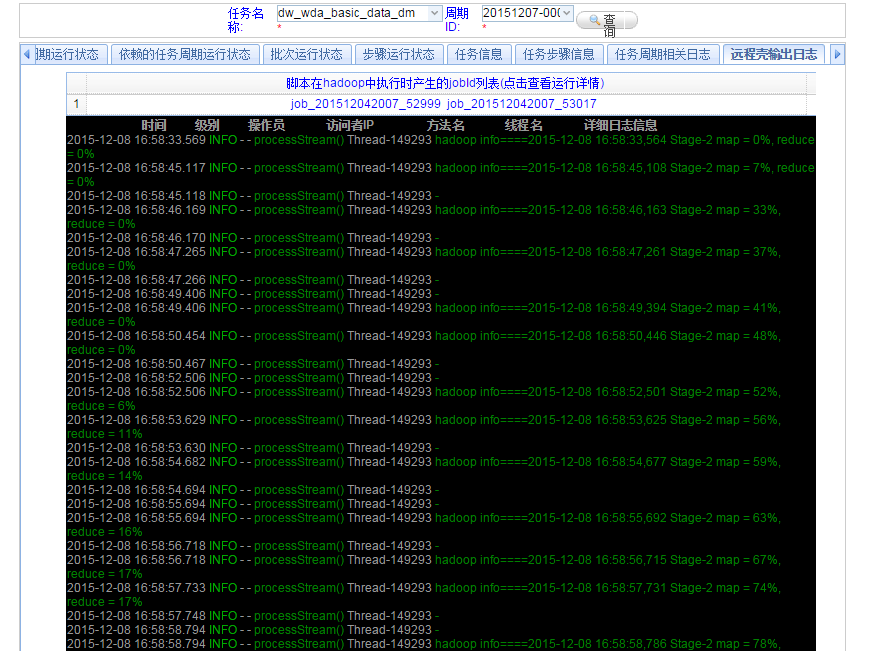 任务名称: dw_wda_basic_data_dm * 周期ID: 20151207-00 * 查询
期运行状态 依赖的任务周期运行状态 批次运行状态 步骤运行状态 任务信息 任务步骤信息 任务周期相关日志 远程壳输出日志
脚本在hadoop中执行时产生的jobId列表(点击查看运行详情)
1 job_201512042007_52999 job_201512042007_53017
时间 级别 操作员 访问者IP 方法名 线程名 详细日志信息
2015-12-08 16:58:33.569 INFO - - processStream() Thread-149293 hadoop info====2015-12-08 16:58:33,564 Stage-2 map = 0%, reduce
= 0%
2015-12-08 16:58:45.117 INFO - - processStream() Thread-149293 hadoop info====2015-12-08 16:58:45,108 Stage-2 map = 7%, reduce
= 0%
2015-12-08 16:58:45.118 INFO - - processStream() Thread-149293 -
2015-12-08 16:58:46.169 INFO - - processStream() Thread-149293 hadoop info====2015-12-08 16:58:46,163 Stage-2 map = 33%,
reduce = 0%
2015-12-08 16:58:46.170 INFO - - processStream() Thread-149293 -
2015-12-08 16:58:47.265 INFO - - processStream() Thread-149293 hadoop info====2015-12-08 16:58:47,261 Stage-2 map = 37%,
reduce = 0%
2015-12-08 16:58:47.266 INFO - - processStream() Thread-149293 -
2015-12-08 16:58:49.406 INFO - - processStream() Thread-149293 -
2015-12-08 16:58:49.406 INFO - - processStream() Thread-149293 hadoop info====2015-12-08 16:58:49,394 Stage-2 map = 41%,
reduce = 0%
2015-12-08 16:58:50.454 INFO - - processStream() Thread-149293 hadoop info====2015-12-08 16:58:50,446 Stage-2 map = 48%,
reduce = 0%
2015-12-08 16:58:50.467 INFO - - processStream() Thread-149293 -
2015-12-08 16:58:52.506 INFO - - processStream() Thread-149293 -
2015-12-08 16:58:52.506 INFO - - processStream() Thread-149293 hadoop info====2015-12-08 16:58:52,501 Stage-2 map = 52%,
reduce = 6%
2015-12-08 16:58:53.629 INFO - - processStream() Thread-149293 hadoop info====2015-12-08 16:58:53,625 Stage-2 map = 56%,
reduce = 11%
2015-12-08 16:58:53.630 INFO - - processStream() Thread-149293 -
2015-12-08 16:58:54.682 INFO - - processStream() Thread-149293 hadoop info====2015-12-08 16:58:54,677 Stage-2 map = 59%,
reduce = 14%
2015-12-08 16:58:54.694 INFO - - processStream() Thread-149293 -
2015-12-08 16:58:55.694 INFO - - processStream() Thread-149293 -
2015-12-08 16:58:55.694 INFO - - processStream() Thread-149293 hadoop info====2015-12-08 16:58:55,692 Stage-2 map = 63%,
reduce = 16%
2015-12-08 16:58:56.718 INFO - - processStream() Thread-149293 -
2015-12-08 16:58:56.718 INFO - - processStream() Thread-149293 hadoop info====2015-12-08 16:58:56,715 Stage-2 map = 67%,
reduce = 17%
2015-12-08 16:58:57.733 INFO - - processStream() Thread-149293 hadoop info====2015-12-08 16:58:57,731 Stage-2 map = 74%,
reduce = 17%
2015-12-08 16:58:57.748 INFO - - processStream() Thread-149293 -
2015-12-08 16:58:58.794 INFO - - processStream() Thread-149293 -
2015-12-08 16:58:58.794 INFO - - processStream() Thread-149293 hadoop info====2015-12-08 16:58:58,786 Stage-2 map = 78%,